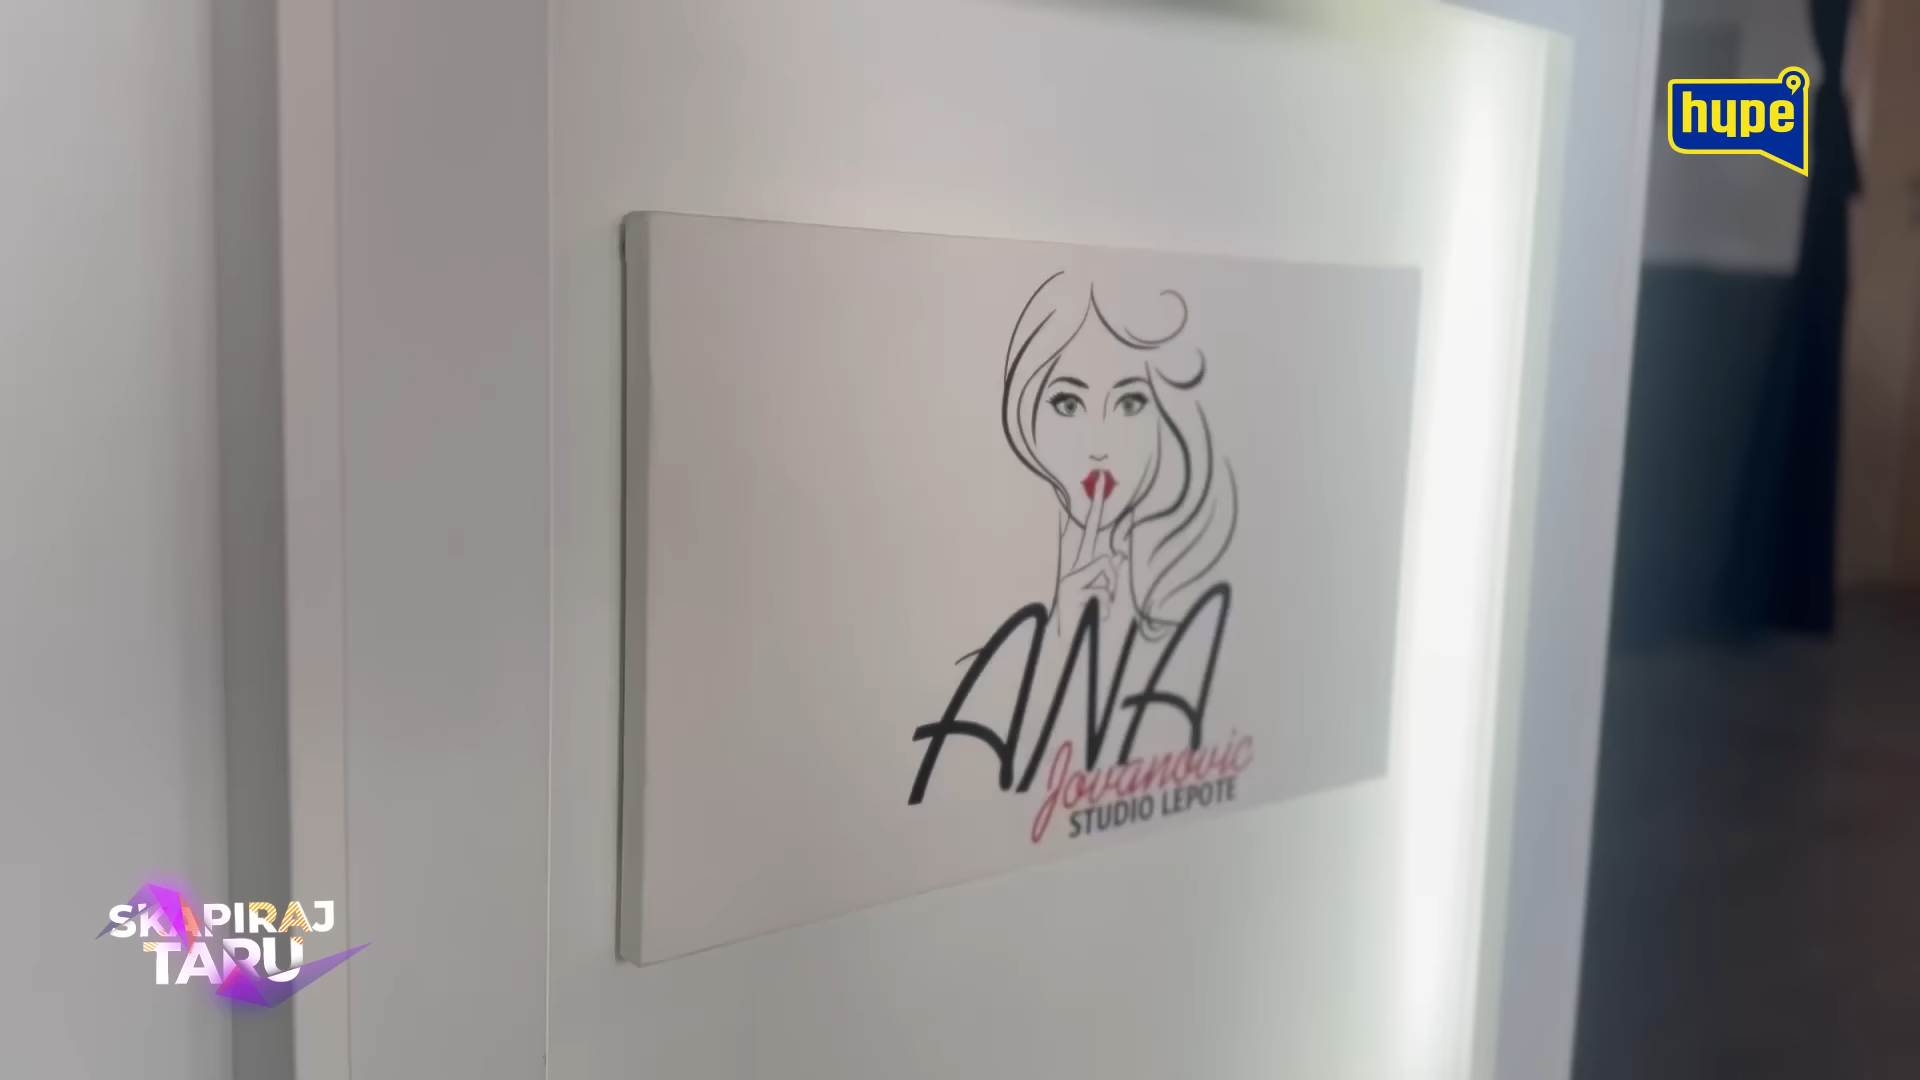 hype
ANA
Jovanovic
STUDIO LEPOTE
SKAPIRAJ
TARU